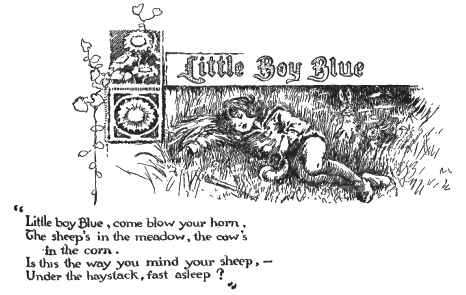 Little Boy Blue
"Little boy Blue, come blow your horn,
The sheep's in the meadow, the cow's
in the corn.
Is this the way you mind your sheep, —
Under the haystack, fast asleep?"